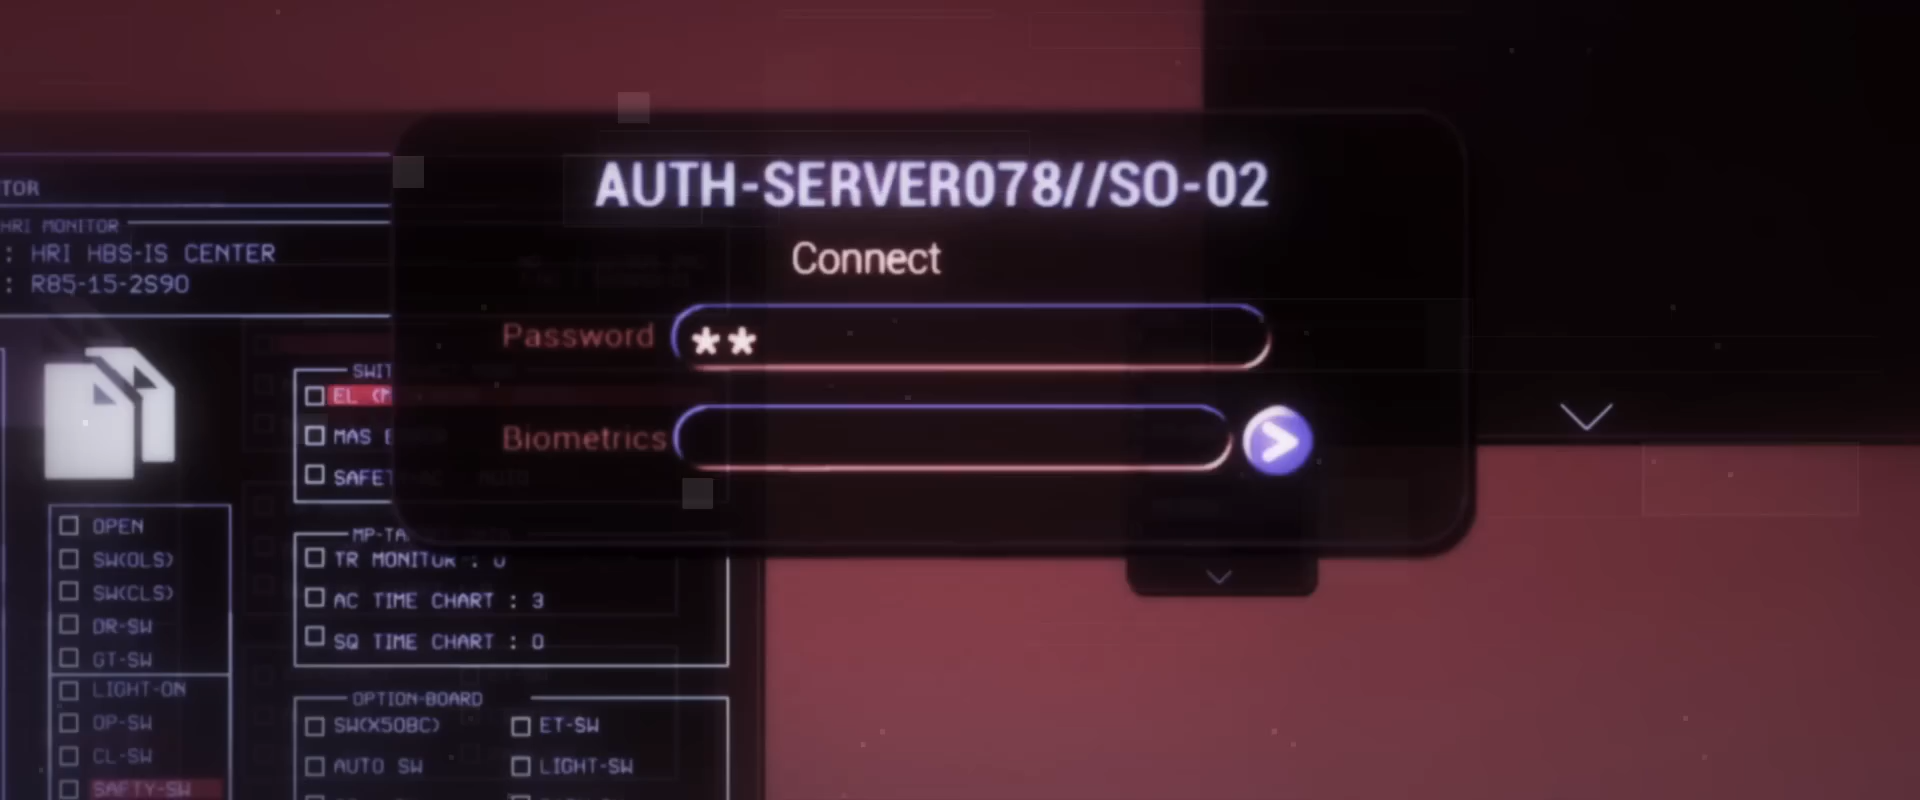 AUTH-SERVER078//SO-02
Connect
Password **
Biometrics
TOR
HRI MONITOR
: HRI HBS-IS CENTER
: R85-15-2S90
OPEN
SW(OLS)
SW(CLS)
DR-SW
GT-SW
LIGHT-ON
OP-SW
CL-SW
SAFTY-SW
SWIT
EL (M
MAS
SAFET
MP-TA
TR MONITOR : 0
AC TIME CHART : 3
SQ TIME CHART : 0
OPTION-BOARD
SW(X50BC)
ET-SW
AUTO SW
LIGHT-SW